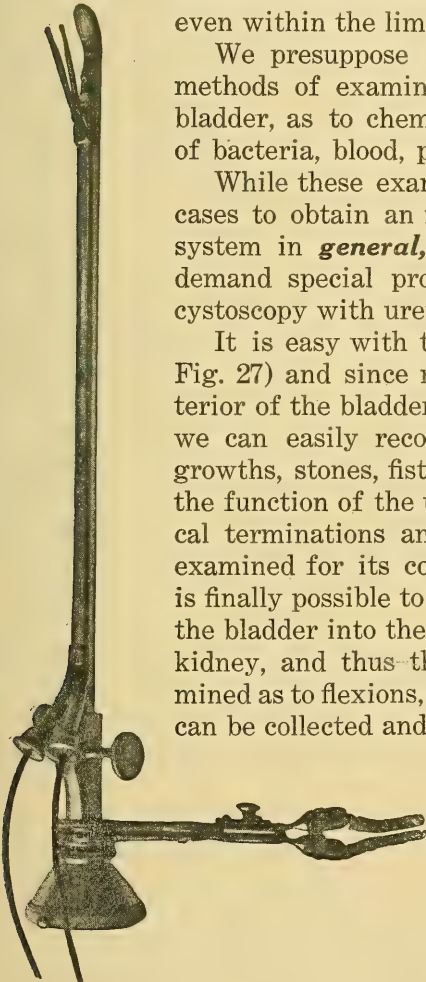 even within the lim
We presuppose
methods of examin
bladder, as to chem
of bacteria, blood, p
While these exar
cases to obtain an
system in general,
demand special pro
cystoscopy with ure
It is easy with t
Fig. 27) and since
terior of the bladder
we can easily reco
growths, stones, fist
the function of the
cal terminations an
examined for its co
is finally possible to
the bladder into the
kidney, and thus th
mined as to flexions,
can be collected and